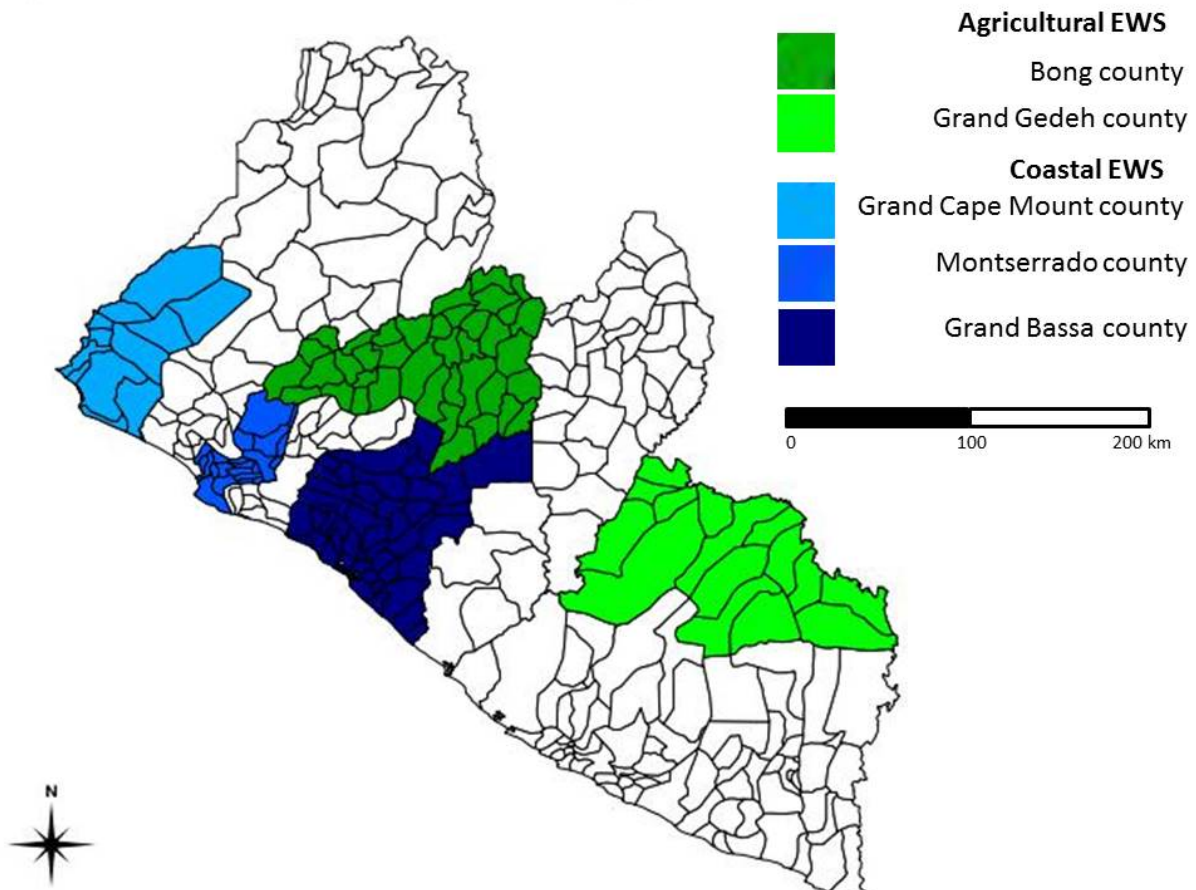 Agricultural EWS
Bong county
Grand Gedeh county
Coastal EWS
Grand Cape Mount county
Montserrado county
Grand Bassa county
0 100 200 km
N